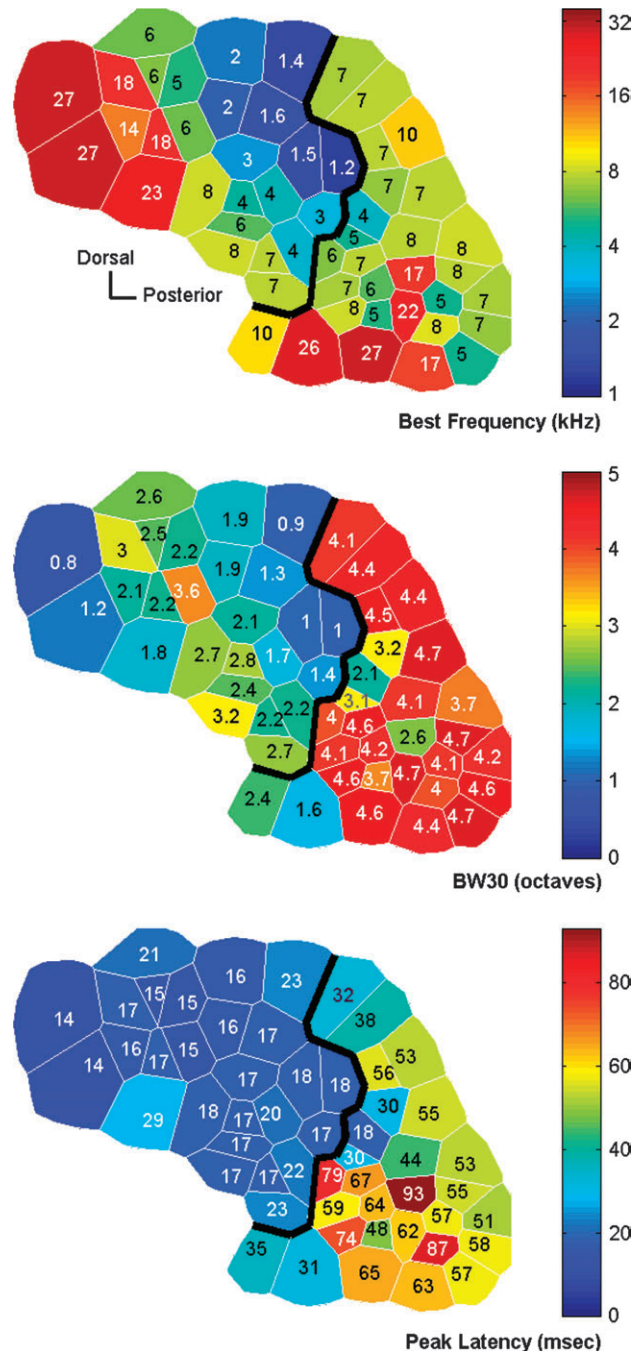 6 2 1.4 7 7 32
27 18 6 5 10 16
14 18 6 2 1.6
27 23 8 3 1.5 1.2 7 7 7 8
4 4 3 4
6 5 8 8
8 7 4 6 7 17 8 4
Dorsal
Posterior
7 7 6 22 5 7
8 5 8 7
10 26 27 17 5 2
1
Best Frequency (kHz)
2.6 1.9 0.9 4.1 5
3 2.5 2.2 4.4
0.8 2.1 2.2 3.6 1.9 1.3 4.5 4.4 4
1.2 2.1 1 1 3.2 4.7
1.8 2.7 2.8 1.7 1.4 2.1 3
2.4 3.1 4.1 3.7
3.2 2.2 2.2 4 4.6 2.6 4.7
2.7 4.1 4.2 4.1 4.2 2
4.6 3.7 4.7 4 4.6
2.4 1.6 4.6 4.4 4.7 1
0
BW30 (octaves)
21 16 23 32
14 17 15 15 38 80
16 17 15 16 17 56 53
14 17 18 18 30 55 60
29 18 17 20 17 18
17 30 44 53
17 17 22 79 67 93 55 40
23 59 64 57 51
74 48 62 87 58
35 31 65 63 57 20
0
Peak Latency (msec)